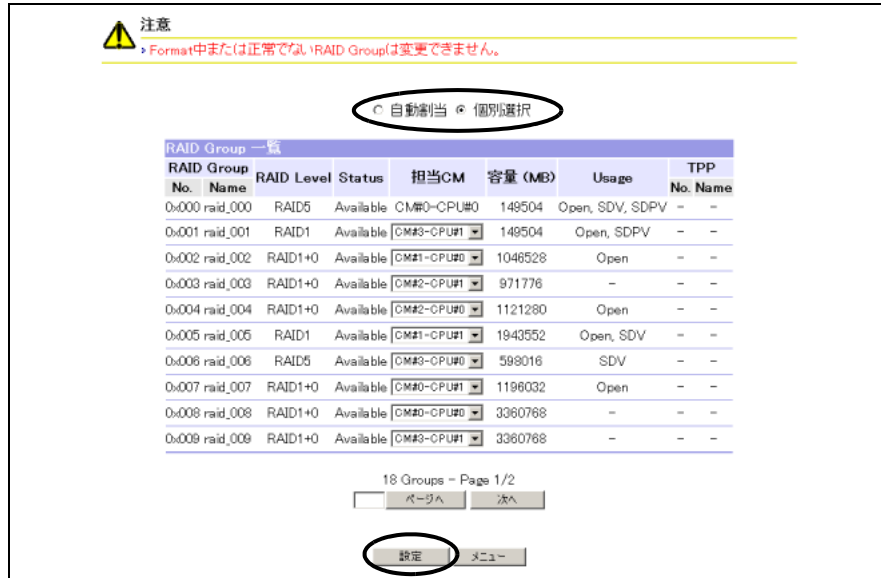 注意
Format中または正常でないRAID Groupは変更できません。
自動割当 個別選択
RAID Group 一覧
RAID Group RAID Level Status 担当CM 容量 (MB) Usage TPP
No. Name No. Name
0x000 raid_000 RAID5 Available CM#0-CPU#0 149504 Open, SDV, SDPV - -
0x001 raid_001 RAID1 Available CM#3-CPU#1 149504 Open, SDPV - -
0x002 raid_002 RAID1+0 Available CM#1-CPU#0 1046528 Open - -
0x003 raid_003 RAID1+0 Available CM#2-CPU#1 971776 - - -
0x004 raid_004 RAID1+0 Available CM#2-CPU#0 1121280 Open - -
0x005 raid_005 RAID1 Available CM#1-CPU#1 1943552 Open, SDV - -
0x006 raid_006 RAID5 Available CM#3-CPU#0 598016 SDV - -
0x007 raid_007 RAID1+0 Available CM#0-CPU#1 1196032 Open - -
0x008 raid_008 RAID1+0 Available CM#0-CPU#0 3360768 - - -
0x009 raid_009 RAID1+0 Available CM#3-CPU#1 3360768 - - -
18 Groups - Page 1/2
ページへ 次へ
設定 メニュー